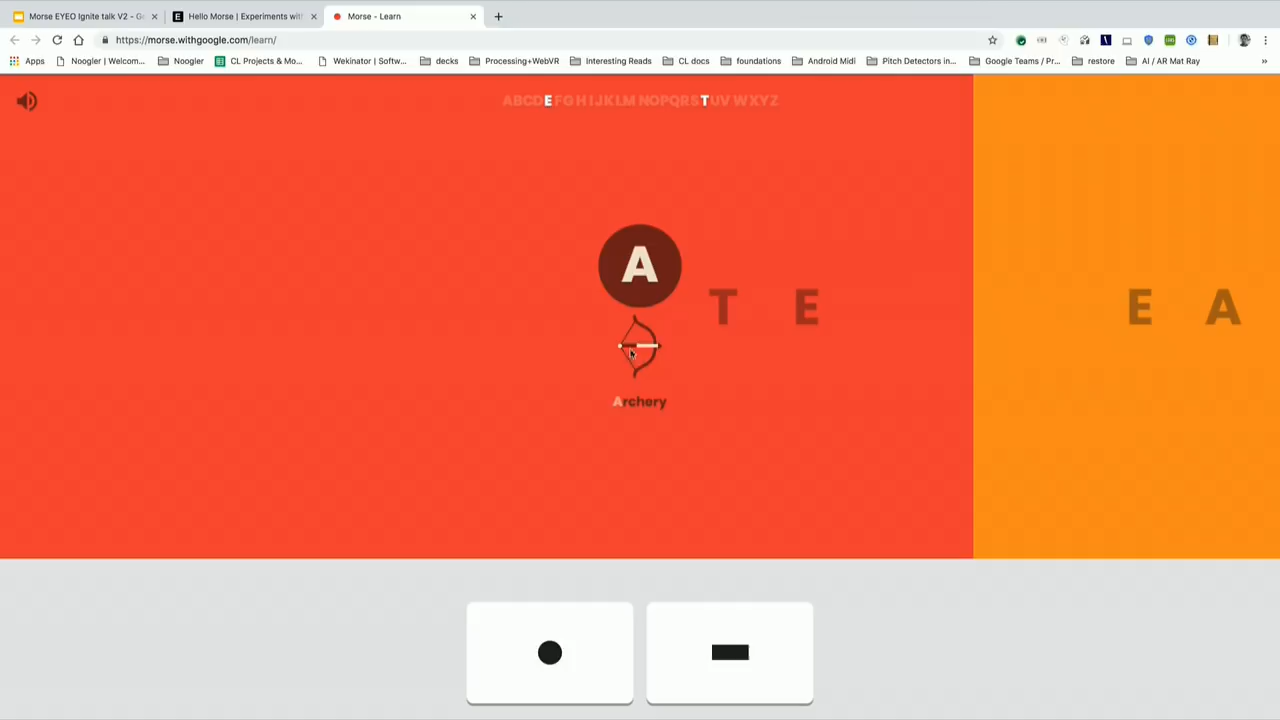 Morse EYEO Ignite talk V2 - G
Hello Morse | Experiments with
Morse - Learn
https://morse.withgoogle.com/learn/
Apps
Noogler | Welcom...
Noogler
CL Projects & Mo...
Wekinator | Softw...
decks
Processing+WebVR
Interesting Reads
CL docs
foundations
Android Midi
Pitch Detectors in...
Google Teams / Pr...
restore
AI / AR Mat Ray
»
ABCDEFGHIJKLMNOPQRSTUVWXYZ
A
T E
E A
Archery